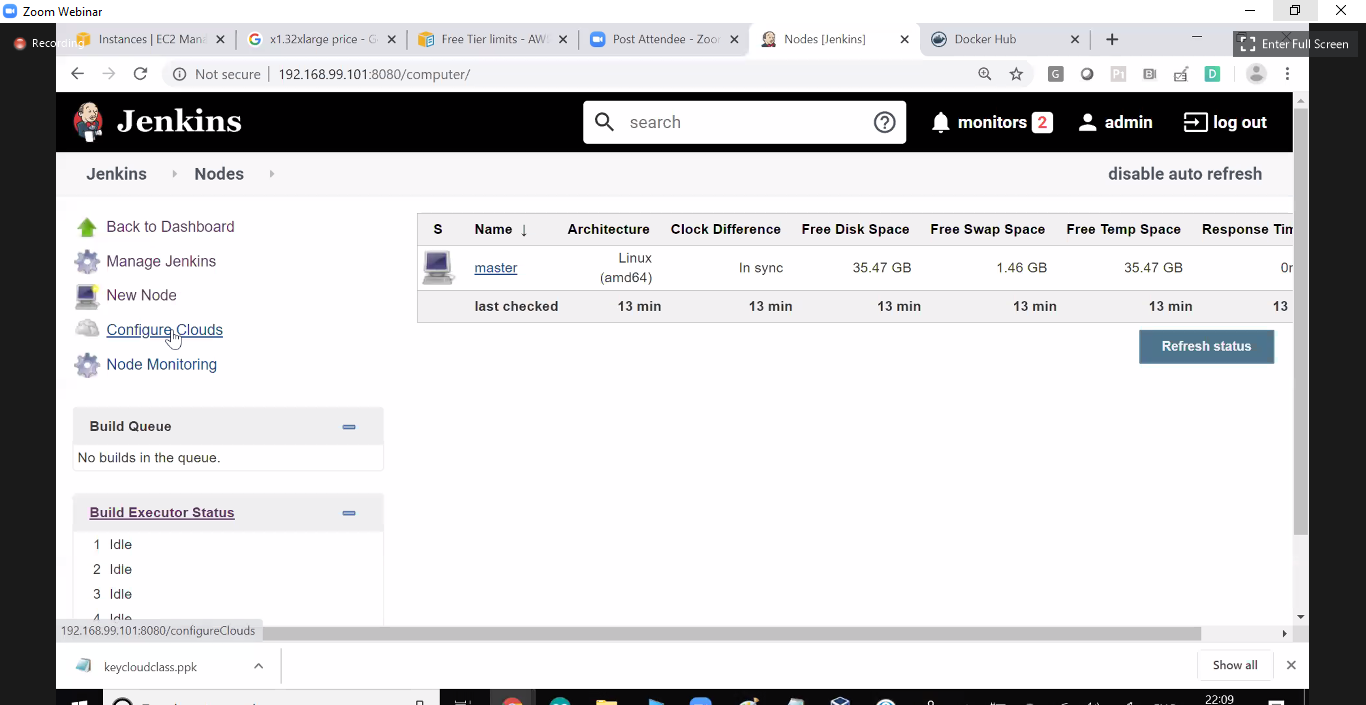 Zoom Webinar
Recording
Instances | EC2 Mana
x1.32xlarge price - G
Free Tier limits - AW
Post Attendee - Zoo
Nodes [Jenkins]
Docker Hub
Enter Full Screen
Not secure
192.168.99.101:8080/computer/
Jenkins
search
monitors 2
admin
log out
Jenkins
Nodes
disable auto refresh
Back to Dashboard
Manage Jenkins
New Node
Configure Clouds
Node Monitoring
S Name ↓ Architecture Clock Difference Free Disk Space Free Swap Space Free Temp Space Response Tim
master Linux (amd64) In sync 35.47 GB 1.46 GB 35.47 GB 0
last checked 13 min 13 min 13 min 13 min 13 min 13
Refresh status
Build Queue
No builds in the queue.
Build Executor Status
1 Idle
2 Idle
3 Idle
4 Idle
192.168.99.101:8080/configureClouds
keycloudclass.ppk
Show all
22:09